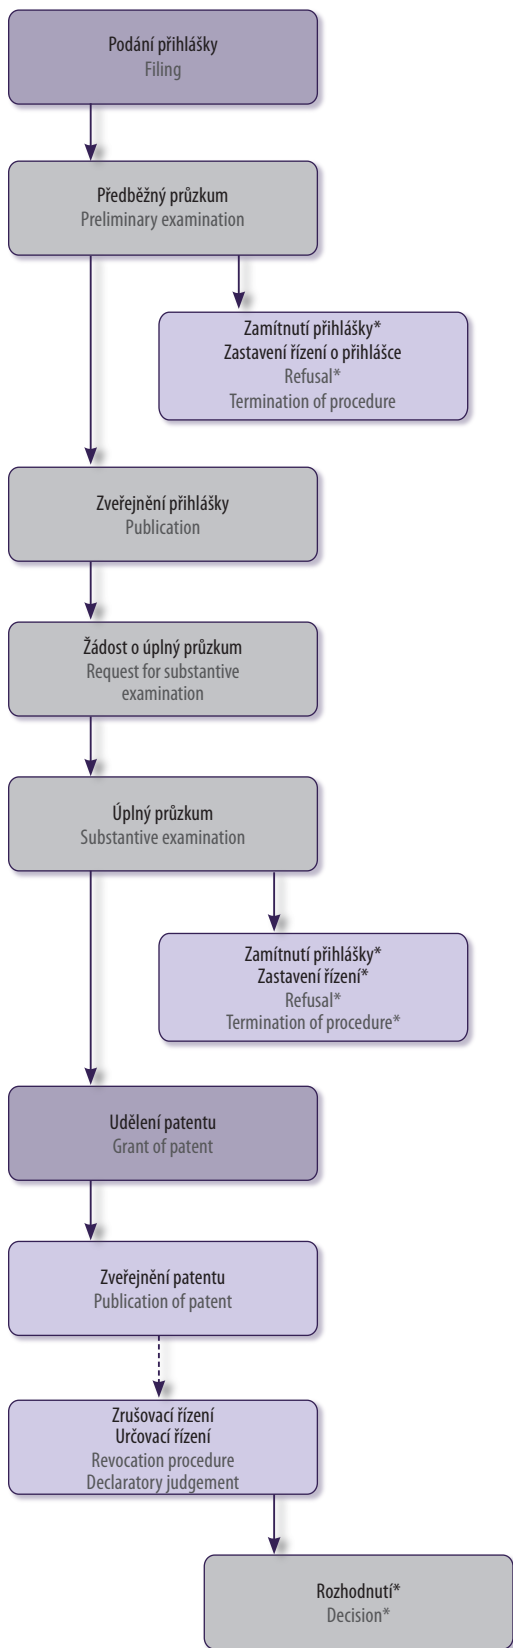 Podání přihlášky
Filing
Předběžný průzkum
Preliminary examination
Zamítnutí přihlášky*
Zastavení řízení o přihlášce
Refusal*
Termination of procedure
Zveřejnění přihlášky
Publication
Žádost o úplný průzkum
Request for substantive
examination
Úplný průzkum
Substantive examination
Zamítnutí přihlášky*
Zastavení řízení*
Refusal*
Termination of procedure*
Udělení patentu
Grant of patent
Zveřejnění patentu
Publication of patent
Zrušovací řízení
Určovací řízení
Revocation procedure
Declaratory judgement
Rozhodnutí*
Decision*